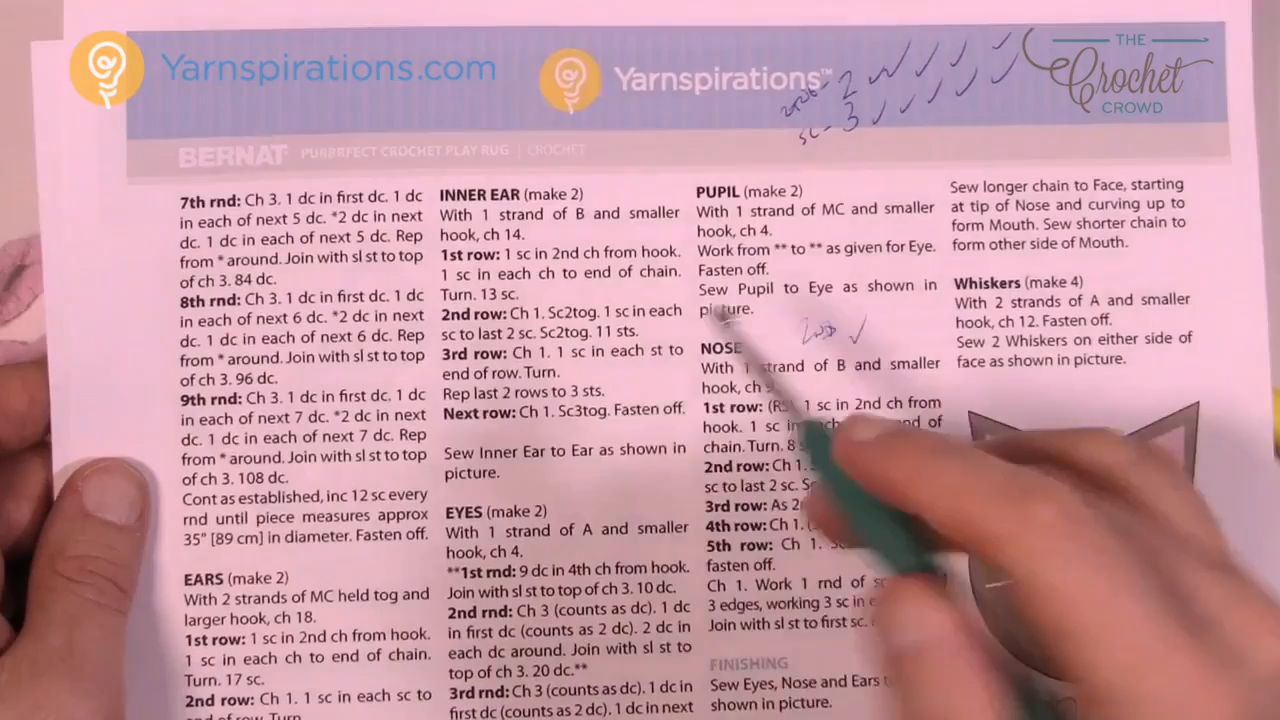 Yarnspirations.com
Yarnspirations™
THE
Crochet
CROWD
2
sc- 3
BERNAT PURRRFECT CROCHET PLAY RUG | CROCHET
7th rnd: Ch 3. 1 dc in first dc. 1 dc
in each of next 5 dc. *2 dc in next
dc. 1 dc in each of next 5 dc. Rep
from * around. Join with sl st to top
of ch 3. 84 dc.
8th rnd: Ch 3. 1 dc in first dc. 1 dc
in each of next 6 dc. *2 dc in next
dc. 1 dc in each of next 6 dc. Rep
from * around. Join with sl st to top
of ch 3. 96 dc.
9th rnd: Ch 3. 1 dc in first dc. 1 dc
in each of next 7 dc. *2 dc in next
dc. 1 dc in each of next 7 dc. Rep
from * around. Join with sl st to top
of ch 3. 108 dc.
Cont as established, inc 12 sc every
rnd until piece measures approx
35" [89 cm] in diameter. Fasten off.
EARS (make 2)
With 2 strands of MC held tog and
larger hook, ch 18.
1st row: 1 sc in 2nd ch from hook.
1 sc in each ch to end of chain.
Turn. 17 sc.
2nd row: Ch 1. 1 sc in each sc to
end of row. Turn.
INNER EAR (make 2)
With 1 strand of B and smaller
hook, ch 14.
1st row: 1 sc in 2nd ch from hook.
1 sc in each ch to end of chain.
Turn. 13 sc.
2nd row: Ch 1. Sc2tog. 1 sc in each
sc to last 2 sc. Sc2tog. 11 sts.
3rd row: Ch 1. 1 sc in each st to
end of row. Turn.
Rep last 2 rows to 3 sts.
Next row: Ch 1. Sc3tog. Fasten off.
Sew Inner Ear to Ear as shown in
picture.
EYES (make 2)
With 1 strand of A and smaller
hook, ch 4.
**1st rnd: 9 dc in 4th ch from hook.
Join with sl st to top of ch 3. 10 dc.
2nd rnd: Ch 3 (counts as dc). 1 dc
in first dc (counts as 2 dc). 2 dc in
each dc around. Join with sl st to
top of ch 3. 20 dc.**
3rd rnd: Ch 3 (counts as dc). 1 dc in
first dc (counts as 2 dc). 1 dc in next
PUPIL (make 2)
With 1 strand of MC and smaller
hook, ch 4.
Work from ** to ** as given for Eye.
Fasten off.
Sew Pupil to Eye as shown in
picture.
NOSE
With 1 strand of B and smaller
hook, ch
1st row: (RS). 1 sc in 2nd ch from
hook. 1 sc in each end of
chain. Turn. 8
2nd row: Ch 1.
sc to last 2 sc.
3rd row: As
4th row: Ch 1.
5th row: Ch 1.
fasten off.
Ch 1. Work 1 rnd of
3 edges, working 3 sc in
Join with sl st to first sc.
FINISHING
Sew Eyes, Nose and Ears
shown in picture.
Sew longer chain to Face, starting
at tip of Nose and curving up to
form Mouth. Sew shorter chain to
form other side of Mouth.
Whiskers (make 4)
With 2 strands of A and smaller
hook, ch 12. Fasten off.
Sew 2 Whiskers on either side of
face as shown in picture.